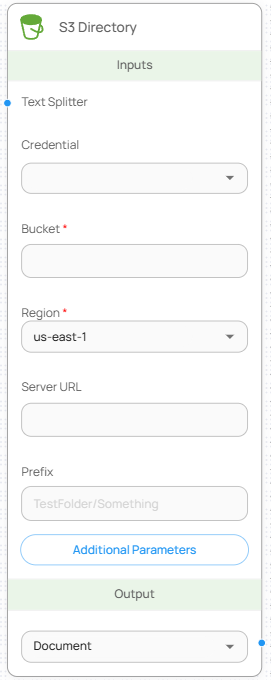 S3 Directory
Inputs
Text Splitter
Credential
Bucket *
Region *
us-east-1
Server URL
Prefix
TestFolder/Something
Additional Parameters
Output
Document